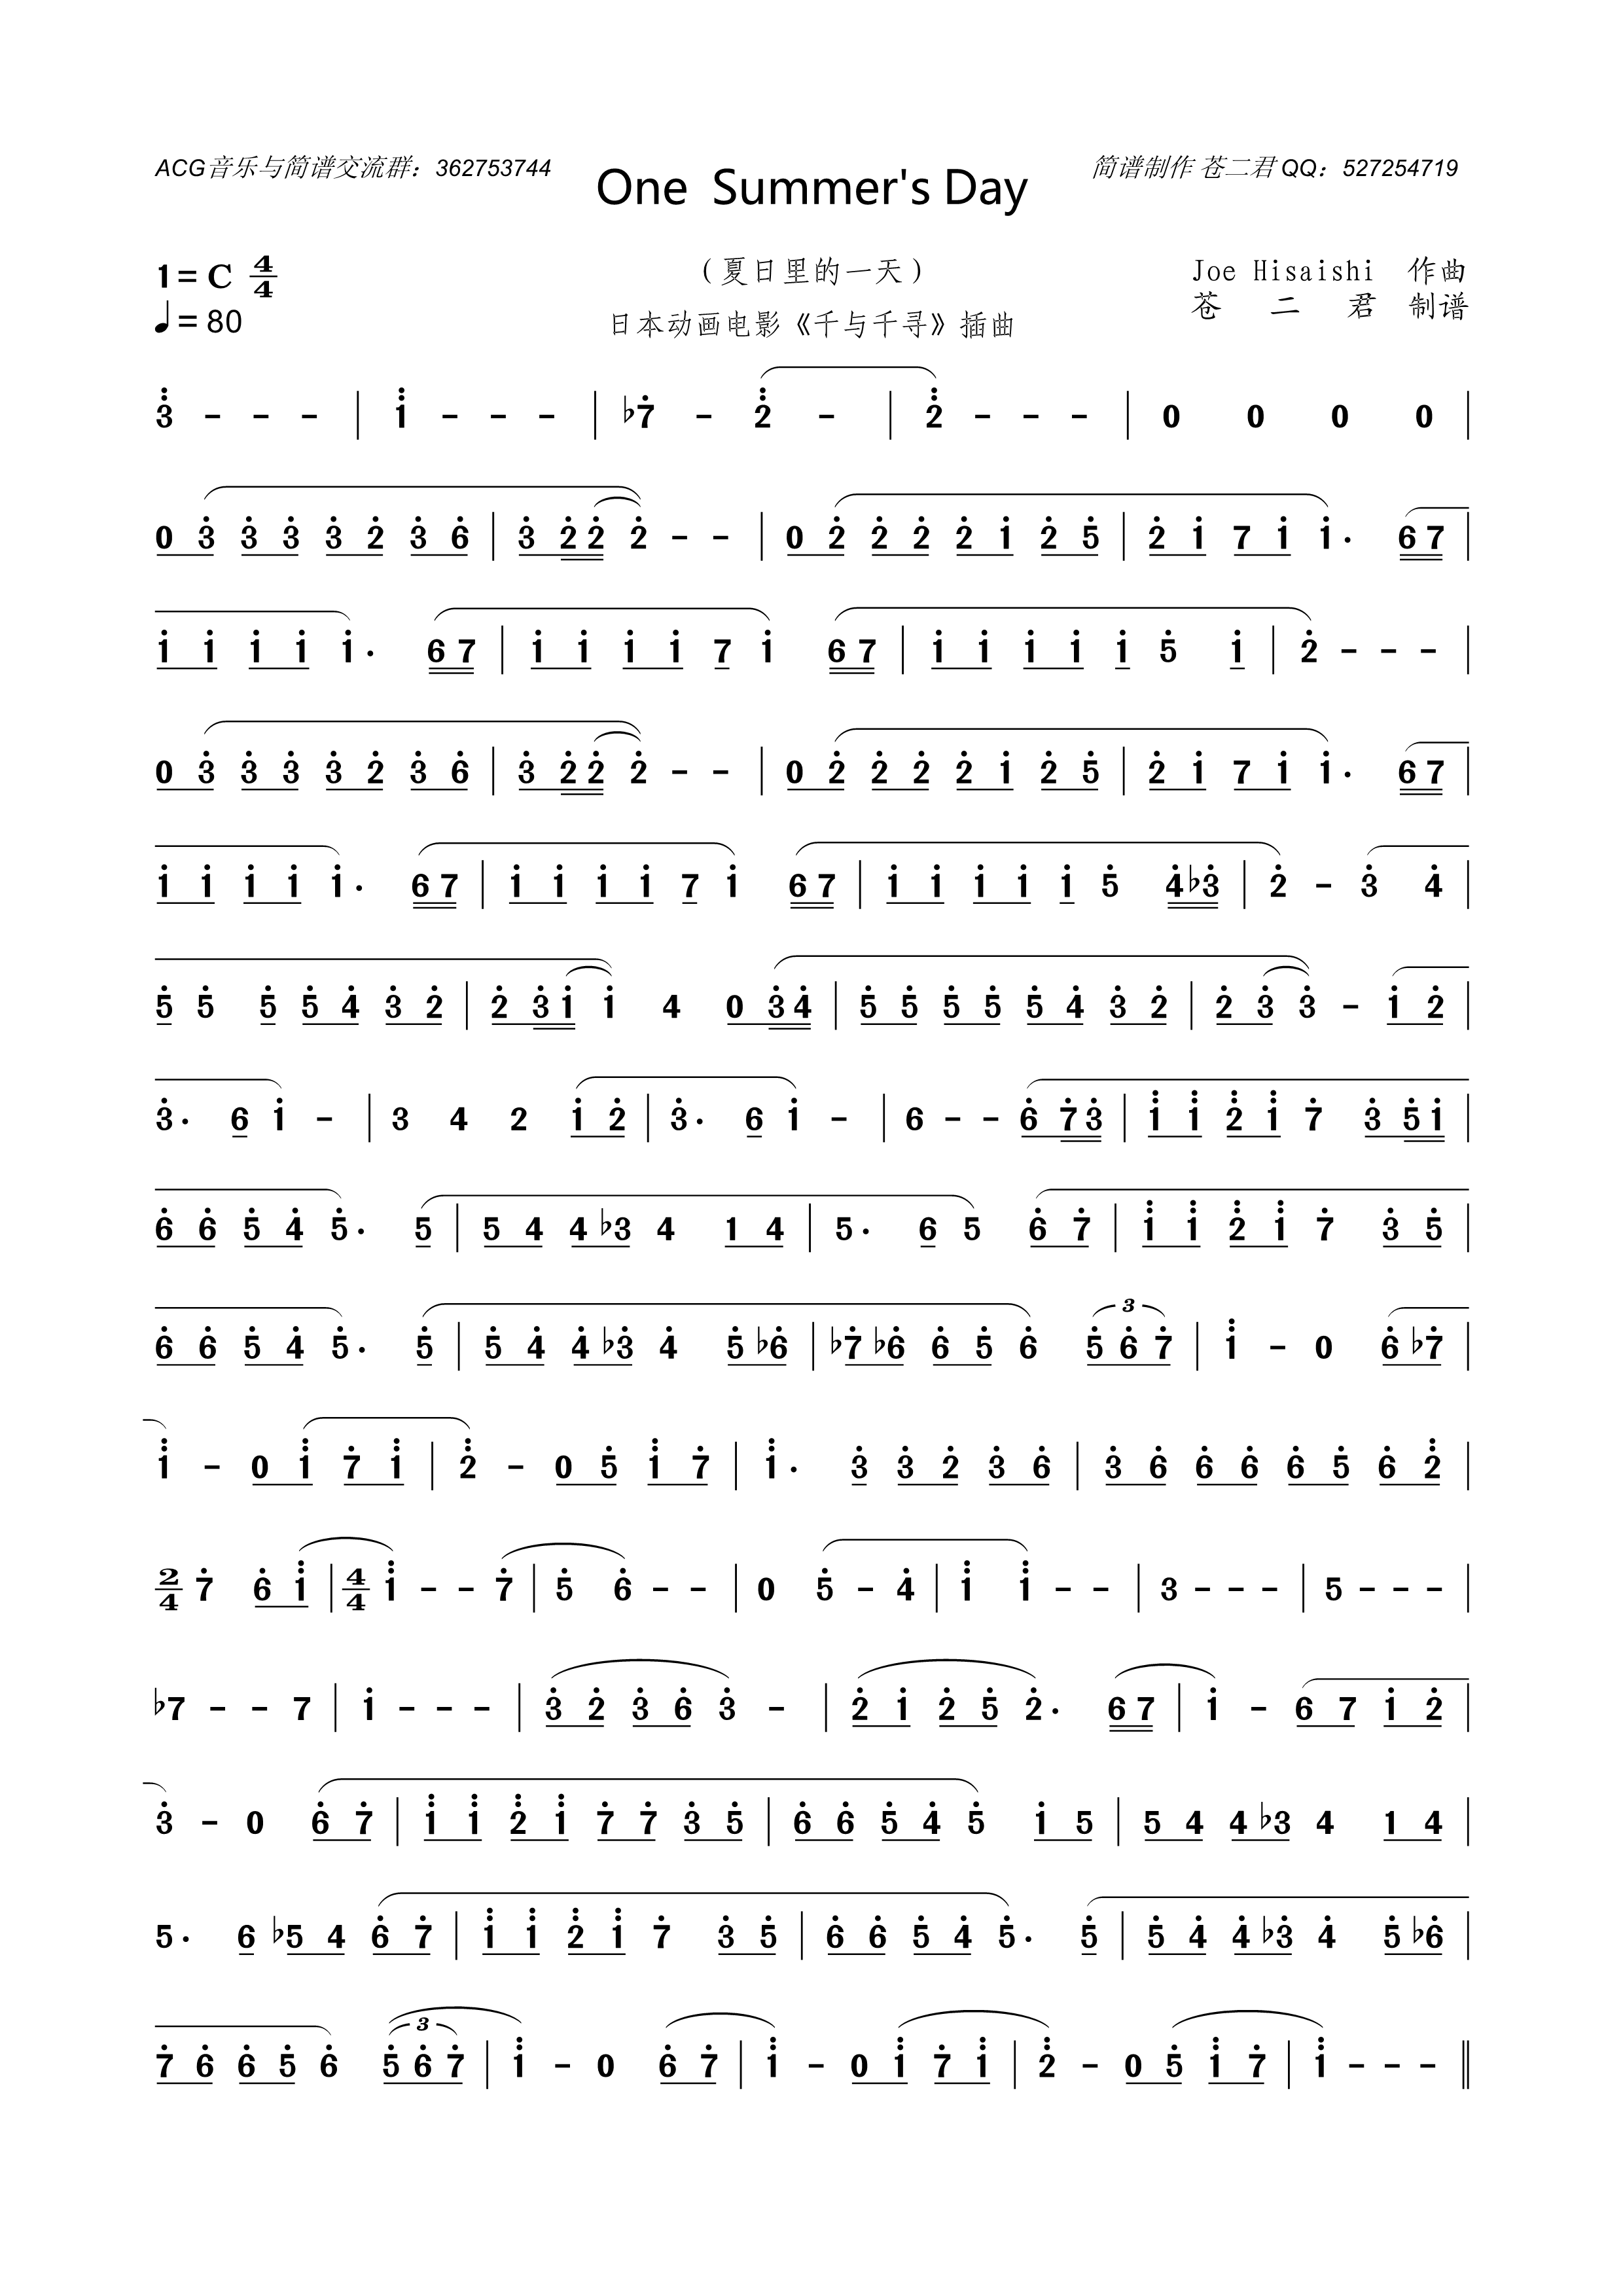 ACG音乐与简谱交流群：362753744
One Summer's Day
简谱制作 苍二君 QQ：527254719
1=C 4/4
♩=80
（夏日里的一天）
日本动画电影《千与千寻》插曲
Joe Hisaishi 作曲
苍 二 君 制谱
3 - - - | 1 - - - | ♭7 - 2 - | 2 - - - | 0 0 0 0 |
0 3 3 3 3 2 3 6 | 3 2 2 2 - - | 0 2 2 2 2 1 2 5 | 2 1 7 1 1· 6 7 |
1 1 1 1 1· 6 7 | 1 1 1 1 7 1 6 7 | 1 1 1 1 1 5 1 | 2 - - - |
0 3 3 3 3 2 3 6 | 3 2 2 2 - - | 0 2 2 2 2 1 2 5 | 2 1 7 1 1· 6 7 |
1 1 1 1 1· 6 7 | 1 1 1 1 7 1 6 7 | 1 1 1 1 1 5 4 ♭3 | 2 - 3 4 |
5 5 5 5 4 3 2 | 2 3 1 1 4 0 3 4 | 5 5 5 5 5 4 3 2 | 2 3 3 - 1 2 |
3· 6 1 - | 3 4 2 1 2 | 3· 6 1 - | 6 - - 6 7 3 | 1 1 2 1 7 3 5 1 |
6 6 5 4 5· 5 | 5 4 4 ♭3 4 1 4 | 5· 6 5 6 7 | 1 1 2 1 7 3 5 |
6 6 5 4 5· 5 | 5 4 4 ♭3 4 5 ♭6 | ♭7 ♭6 6 5 6 3 5 6 7 | 1 - 0 6 ♭7 |
1 - 0 1 7 1 | 2 - 0 5 1 7 | 1· 3 3 2 3 6 | 3 6 6 6 6 5 6 2 |
2/4 7 6 1 | 4/4 1 - - 7 | 5 6 - - | 0 5 - 4 | 1 1 - - | 3 - - - | 5 - - - |
♭7 - - 7 | 1 - - - | 3 2 3 6 3 - | 2 1 2 5 2· 6 7 | 1 - 6 7 1 2 |
3 - 0 6 7 | 1 1 2 1 7 7 3 5 | 6 6 5 4 5 1 5 | 5 4 4 ♭3 4 1 4 |
5· 6 ♭5 4 6 7 | 1 1 2 1 7 3 5 | 6 6 5 4 5· 5 | 5 4 4 ♭3 4 5 ♭6 |
7 6 6 5 6 3 5 6 7 | 1 - 0 6 7 | 1 - 0 1 7 1 | 2 - 0 5 1 7 | 1 - - - ||